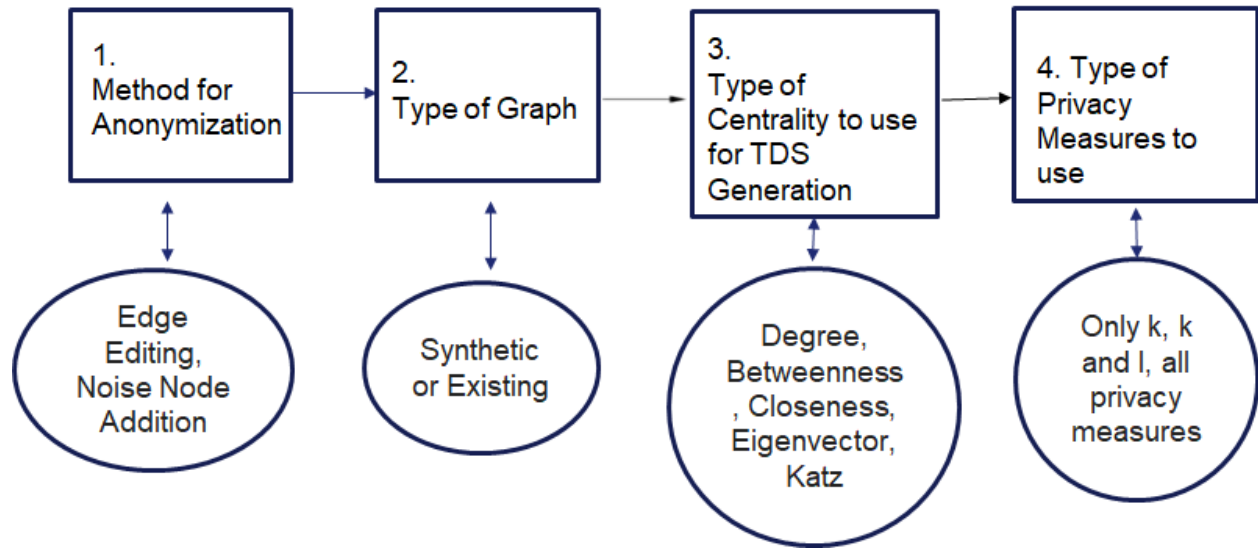 1.
Method for
Anonymization
2.
Type of Graph
3.
Type of
Centrality to use
for TDS
Generation
4. Type of
Privacy
Measures to
use
Edge
Editing,
Noise Node
Addition
Synthetic
or Existing
Degree,
Betweenness
, Closeness,
Eigenvector,
Katz
Only k, k
and l, all
privacy
measures